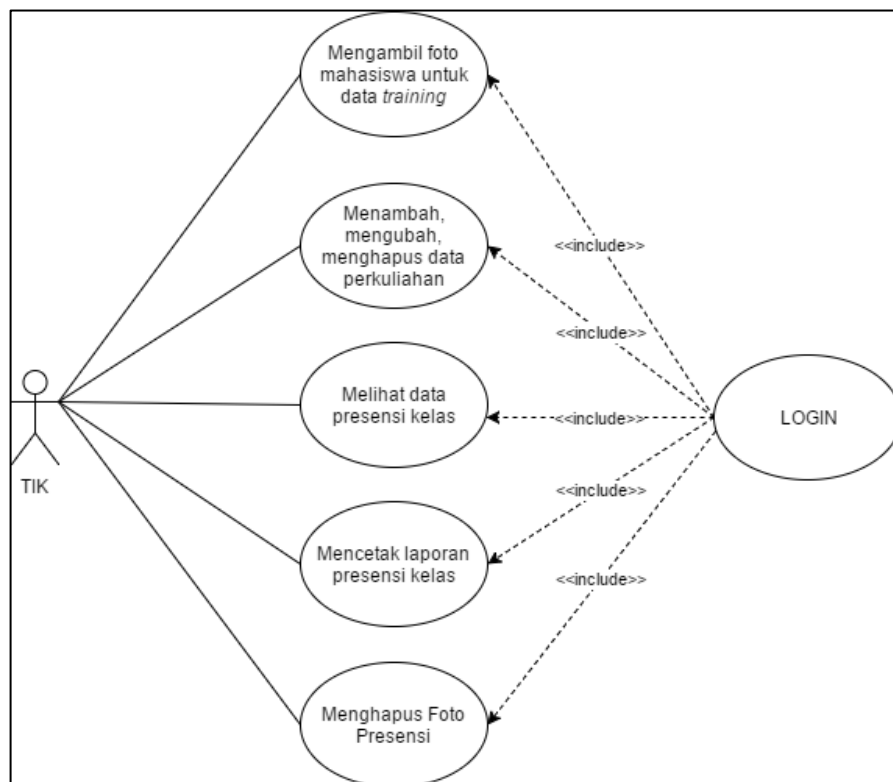 Mengambil foto
mahasiswa untuk
data training
Menambah,
mengubah,
menghapus data
perkuliahan
<<include>>
<<include>>
Melihat data
presensi kelas
<<include>>
LOGIN
TIK
<<include>>
Mencetak laporan
presensi kelas
<<include>>
Menghapus Foto
Presensi